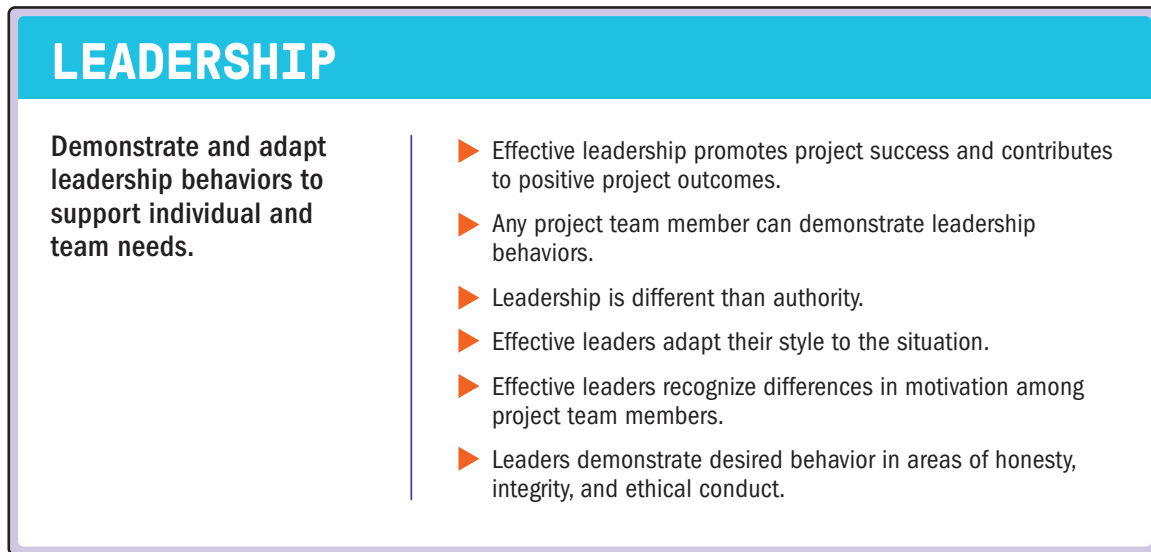 LEADERSHIP
Demonstrate and adapt
leadership behaviors to
support individual and
team needs.
Effective leadership promotes project success and contributes
to positive project outcomes.
Any project team member can demonstrate leadership
behaviors.
Leadership is different than authority.
Effective leaders adapt their style to the situation.
Effective leaders recognize differences in motivation among
project team members.
Leaders demonstrate desired behavior in areas of honesty,
integrity, and ethical conduct.